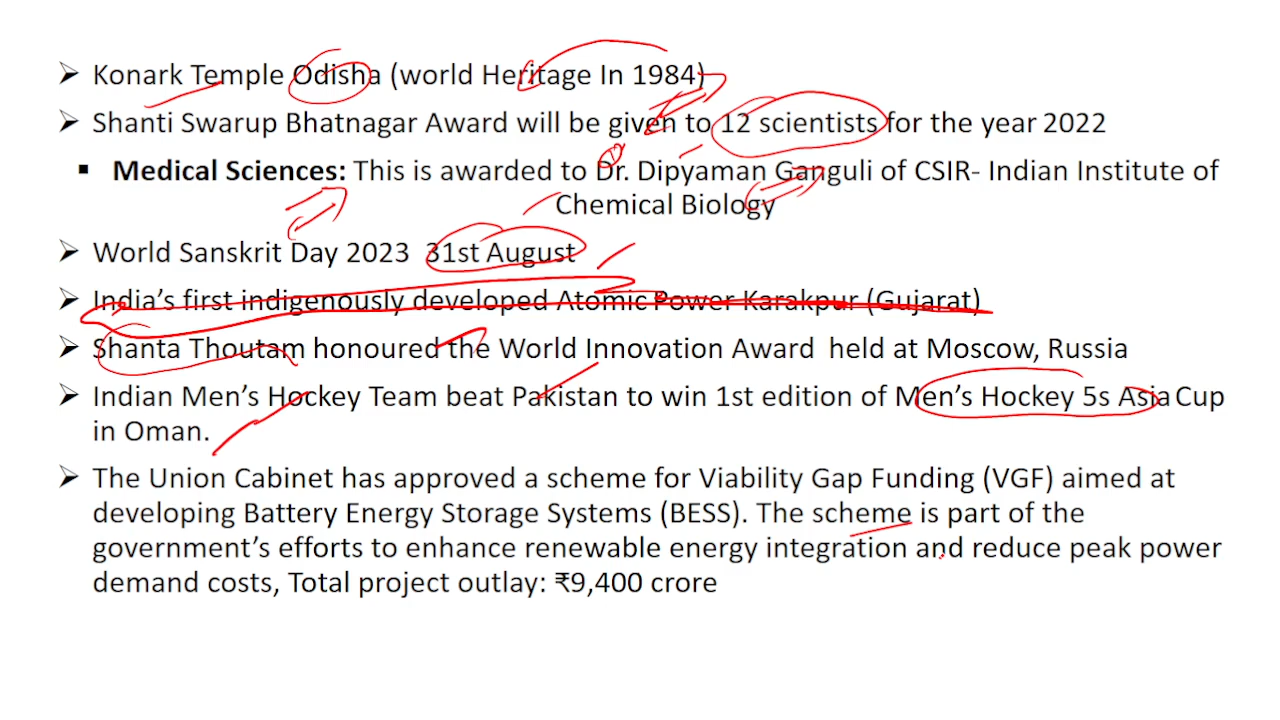 ➢ Konark Temple Odisha (world Heritage In 1984)
➢ Shanti Swarup Bhatnagar Award will be given to 12 scientists for the year 2022
▪ Medical Sciences: This is awarded to Dr. Dipyaman Ganguli of CSIR- Indian Institute of
Chemical Biology
➢ World Sanskrit Day 2023 31st August
➢ India's first indigenously developed Atomic Power Karakpur (Gujarat)
➢ Shanta Thoutam honoured the World Innovation Award held at Moscow, Russia
➢ Indian Men's Hockey Team beat Pakistan to win 1st edition of Men's Hockey 5s Asia Cup
in Oman.
➢ The Union Cabinet has approved a scheme for Viability Gap Funding (VGF) aimed at
developing Battery Energy Storage Systems (BESS). The scheme is part of the
government's efforts to enhance renewable energy integration and reduce peak power
demand costs, Total project outlay: ₹9,400 crore